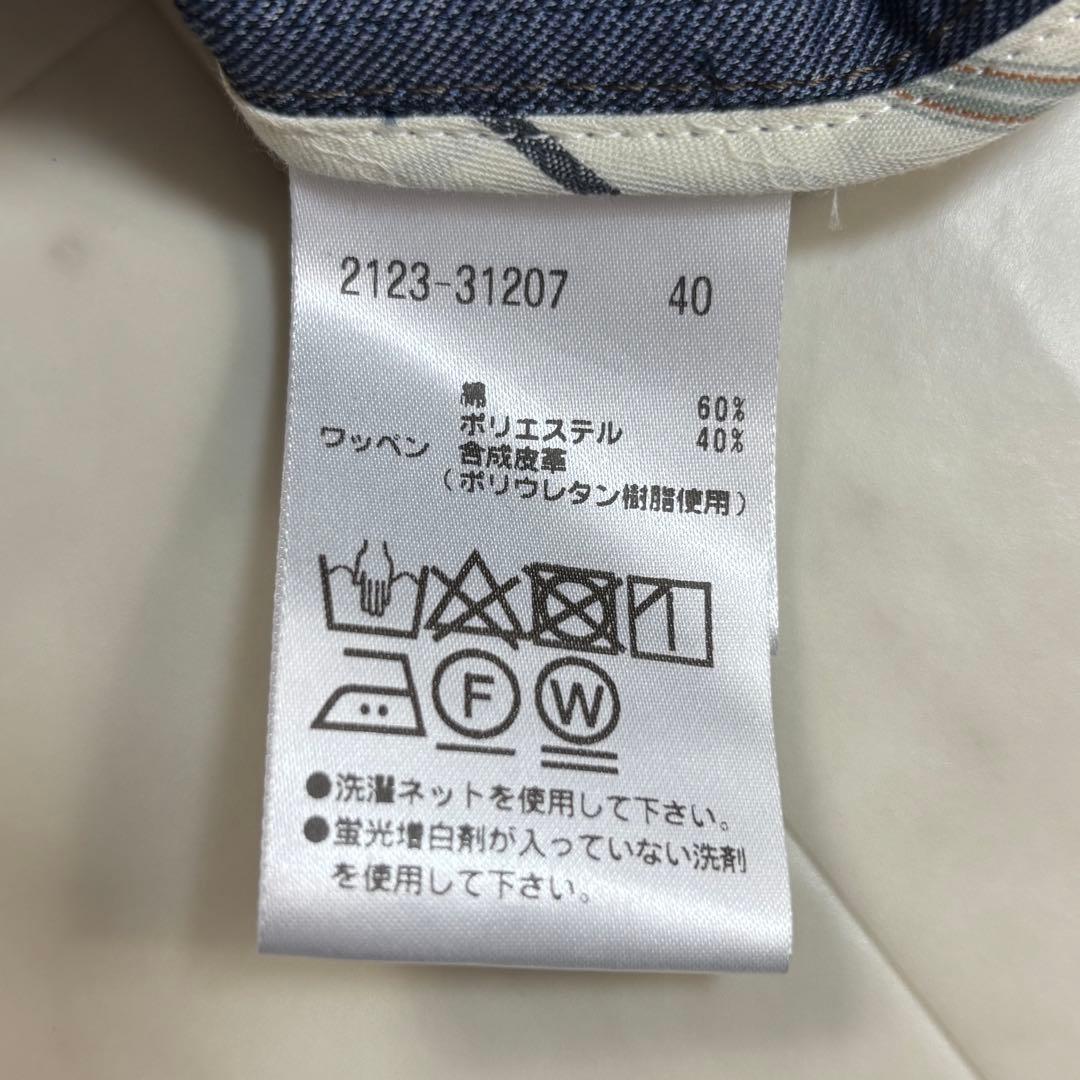 2123-31207 40
綿 60%
ポリエステル 40%
ワッペン 合成皮革
(ポリウレタン樹脂使用)
F W
●洗濯ネットを使用して下さい。
●蛍光増白剤が入っていない洗剤
を使用して下さい。